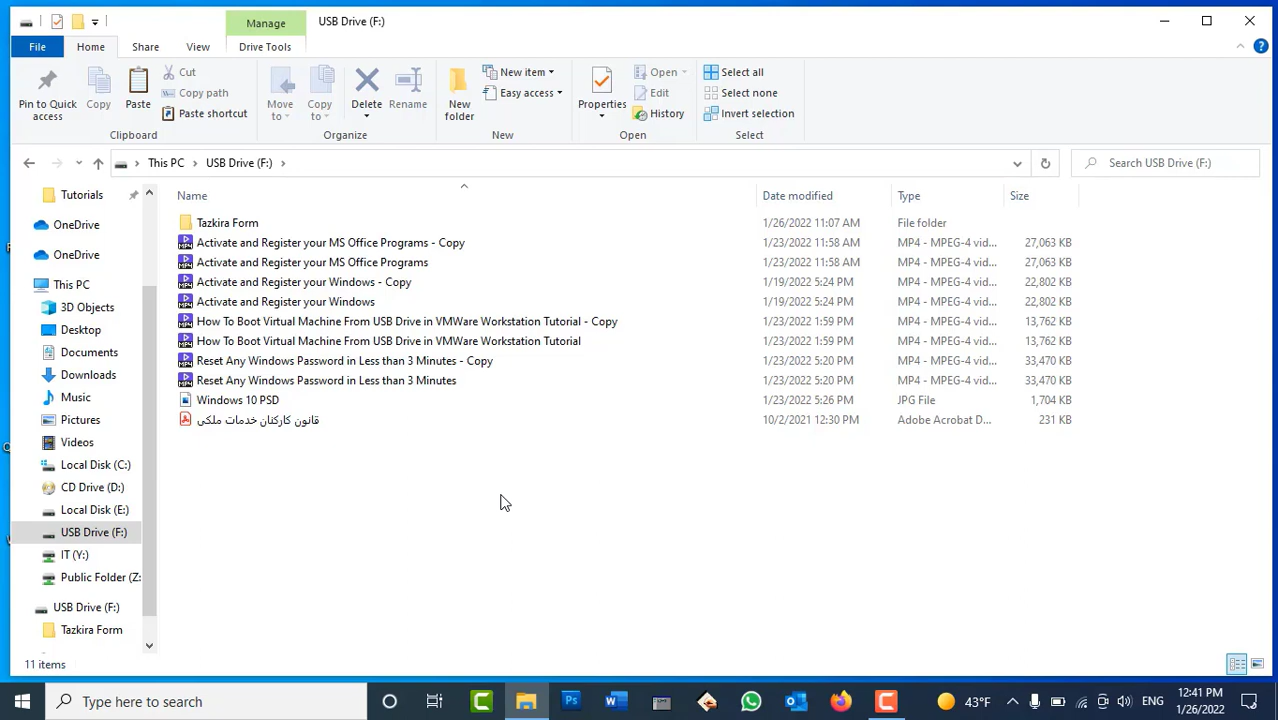 Manage
USB Drive (F:)
File
Home
Share
View
Drive Tools
Pin to Quick access
Copy
Paste
Cut
Copy path
Paste shortcut
Clipboard
Move to
Copy to
Delete
Rename
Organize
New folder
New item
Easy access
New
Properties
Open
Edit
History
Open
Select all
Select none
Invert selection
Select
This PC
USB Drive (F:)
Search USB Drive (F:)
Tutorials
OneDrive
OneDrive
This PC
3D Objects
Desktop
Documents
Downloads
Music
Pictures
Videos
Local Disk (C:)
CD Drive (D:)
Local Disk (E:)
USB Drive (F:)
IT (Y:)
Public Folder (Z:
USB Drive (F:)
Tazkira Form
Name Date modified Type Size
Tazkira Form 1/26/2022 11:07 AM File folder
Activate and Register your MS Office Programs - Copy 1/23/2022 11:58 AM MP4 - MPEG-4 vid... 27,063 KB
Activate and Register your MS Office Programs 1/23/2022 11:58 AM MP4 - MPEG-4 vid... 27,063 KB
Activate and Register your Windows - Copy 1/19/2022 5:24 PM MP4 - MPEG-4 vid... 22,802 KB
Activate and Register your Windows 1/19/2022 5:24 PM MP4 - MPEG-4 vid... 22,802 KB
How To Boot Virtual Machine From USB Drive in VMWare Workstation Tutorial - Copy 1/23/2022 1:59 PM MP4 - MPEG-4 vid... 13,762 KB
How To Boot Virtual Machine From USB Drive in VMWare Workstation Tutorial 1/23/2022 1:59 PM MP4 - MPEG-4 vid... 13,762 KB
Reset Any Windows Password in Less than 3 Minutes - Copy 1/23/2022 5:20 PM MP4 - MPEG-4 vid... 33,470 KB
Reset Any Windows Password in Less than 3 Minutes 1/23/2022 5:20 PM MP4 - MPEG-4 vid... 33,470 KB
Windows 10 PSD 1/23/2022 5:26 PM JPG File 1,704 KB
قانون کارکنان خدمات ملکی 10/2/2021 12:30 PM Adobe Acrobat D... 231 KB
11 items
Type here to search
43°F
ENG
12:41 PM
1/26/2022